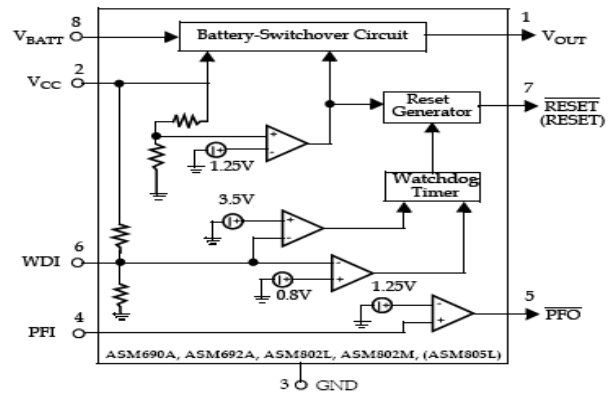 8
VBATT
Battery-Switchover Circuit
1
VOUT
2
VCC
7
Reset
Generator
RESET
(RESET)
+
-
1.25V
Watchdog
Timer
3.5V
+
-
6
WDI
-
+
0.8V
1.25V
-
+
5
PFO
4
PFI
ASM690A, ASM692A, ASM802L, ASM802M, (ASM805L)
3
GND